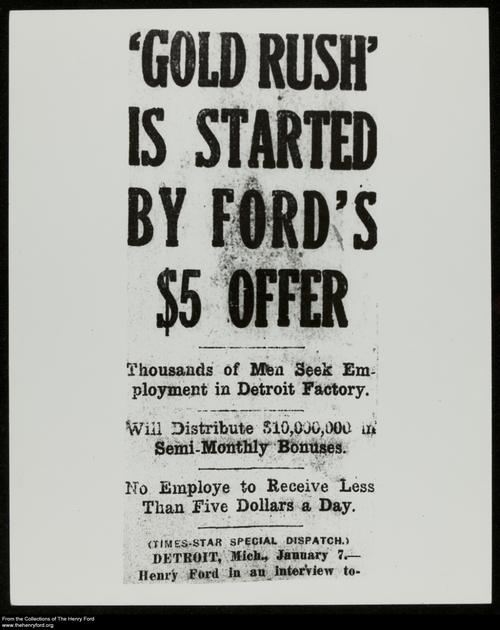 ‘GOLD RUSH’
IS STARTED
BY FORD’S
$5 OFFER
Thousands of Men Seek Em-
ployment in Detroit Factory.
Will Distribute $10,000,000 in
Semi-Monthly Bonuses.
No Employe to Receive Less
Than Five Dollars a Day.
(TIMES-STAR SPECIAL DISPATCH.)
DETROIT, Mich., January 7.—
Henry Ford in an interview to-
From the Collections of The Henry Ford
www.thehenryford.org